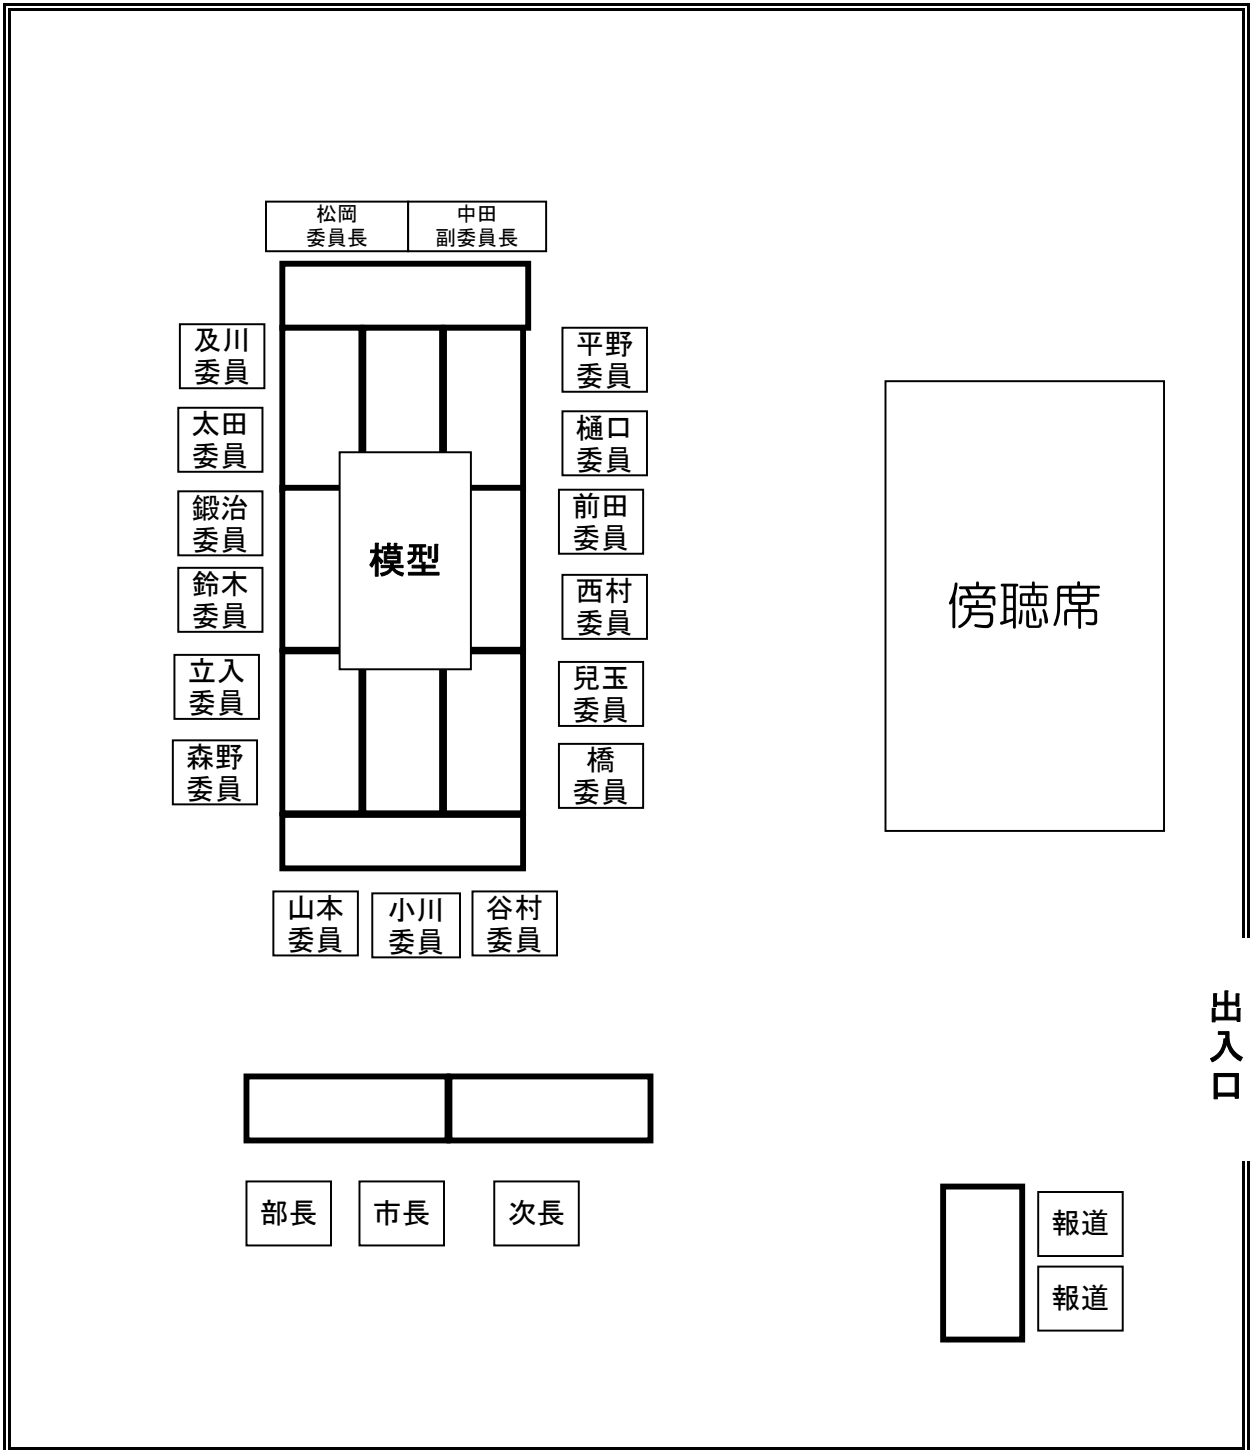 松岡
委員長
中田
副委員長
及川
委員
平野
委員
太田
委員
樋口
委員
鍛治
委員
前田
委員
模型
鈴木
委員
西村
委員
傍聴席
立入
委員
兒玉
委員
森野
委員
橋
委員
山本
委員
小川
委員
谷村
委員
出
入
口
部長
市長
次長
報道
報道